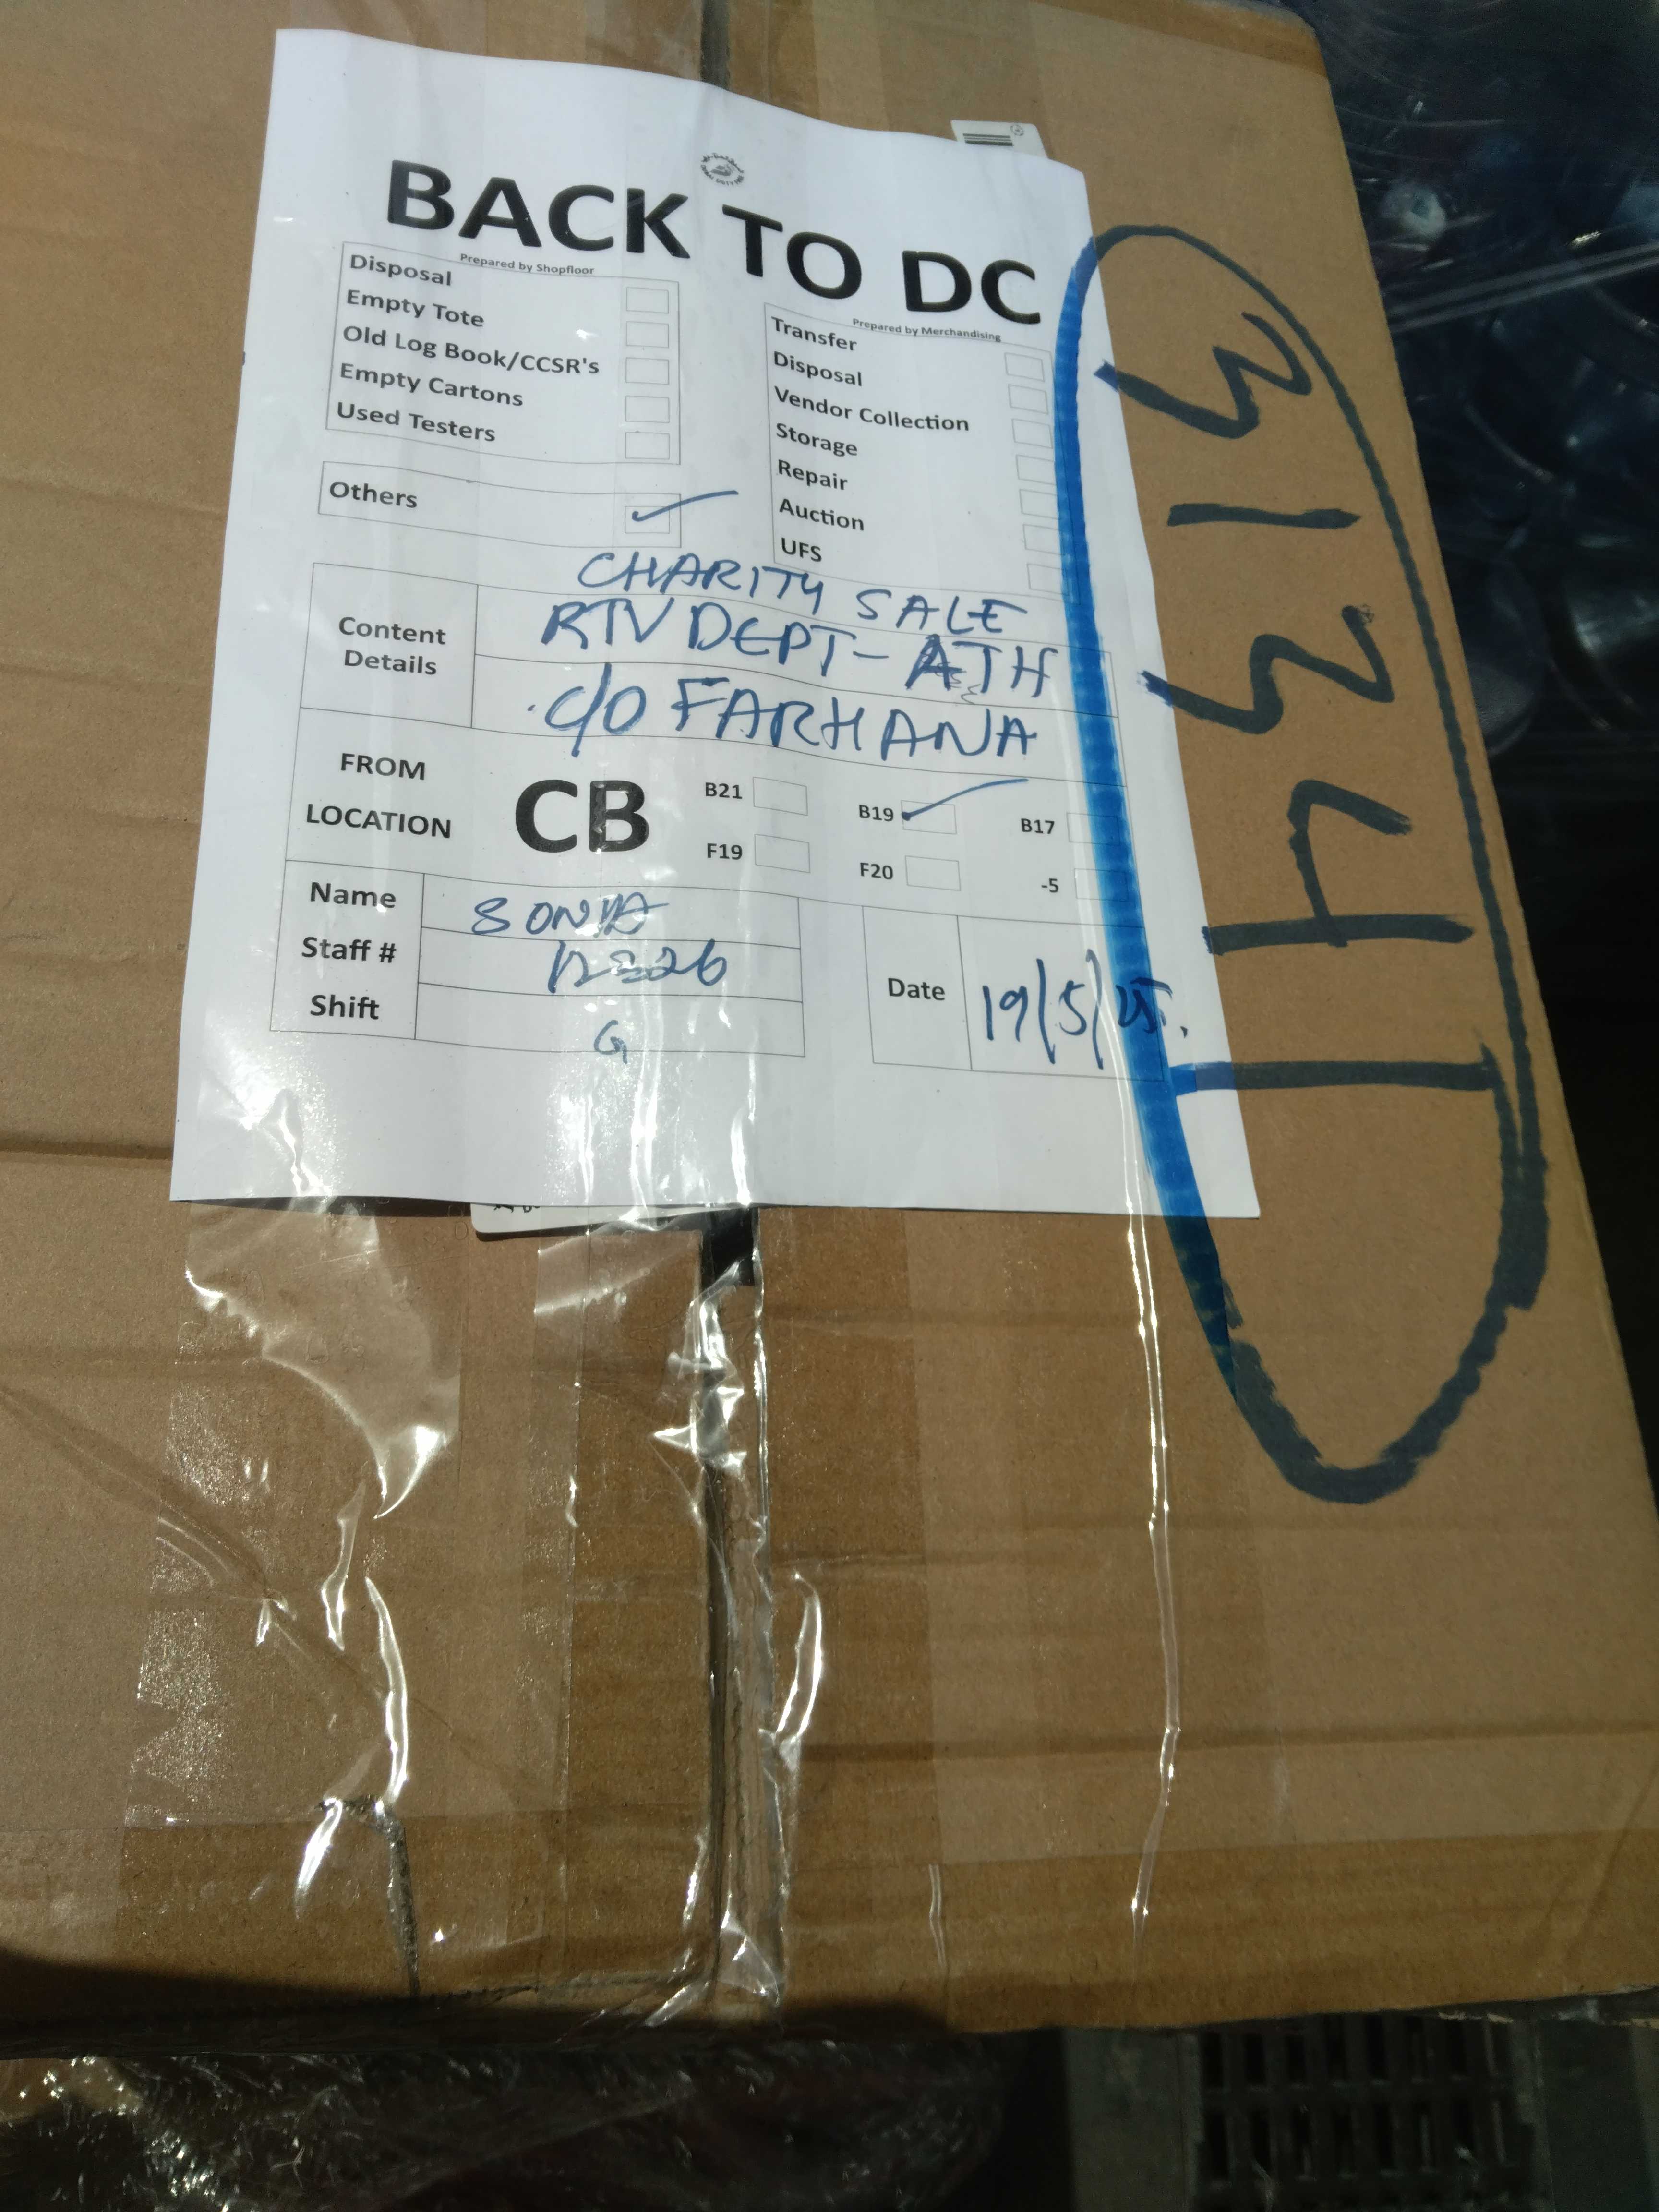 BACK TO DC
Prepared by Shopfloor
Disposal
Empty Tote
Old Log Book/CCSR's
Empty Cartons
Used Testers
Others
Prepared by Merchandising
Transfer
Disposal
Vendor Collection
Storage
Repair
Auction
UFS
CHARITY SALE
Content Details
RTV DEPT - ATH
c/o FARHANA
FROM LOCATION
CB
B21 B19 B17
F19 F20 -5
Name SONIA
Staff # 12326
Shift G
Date 19/5/25.